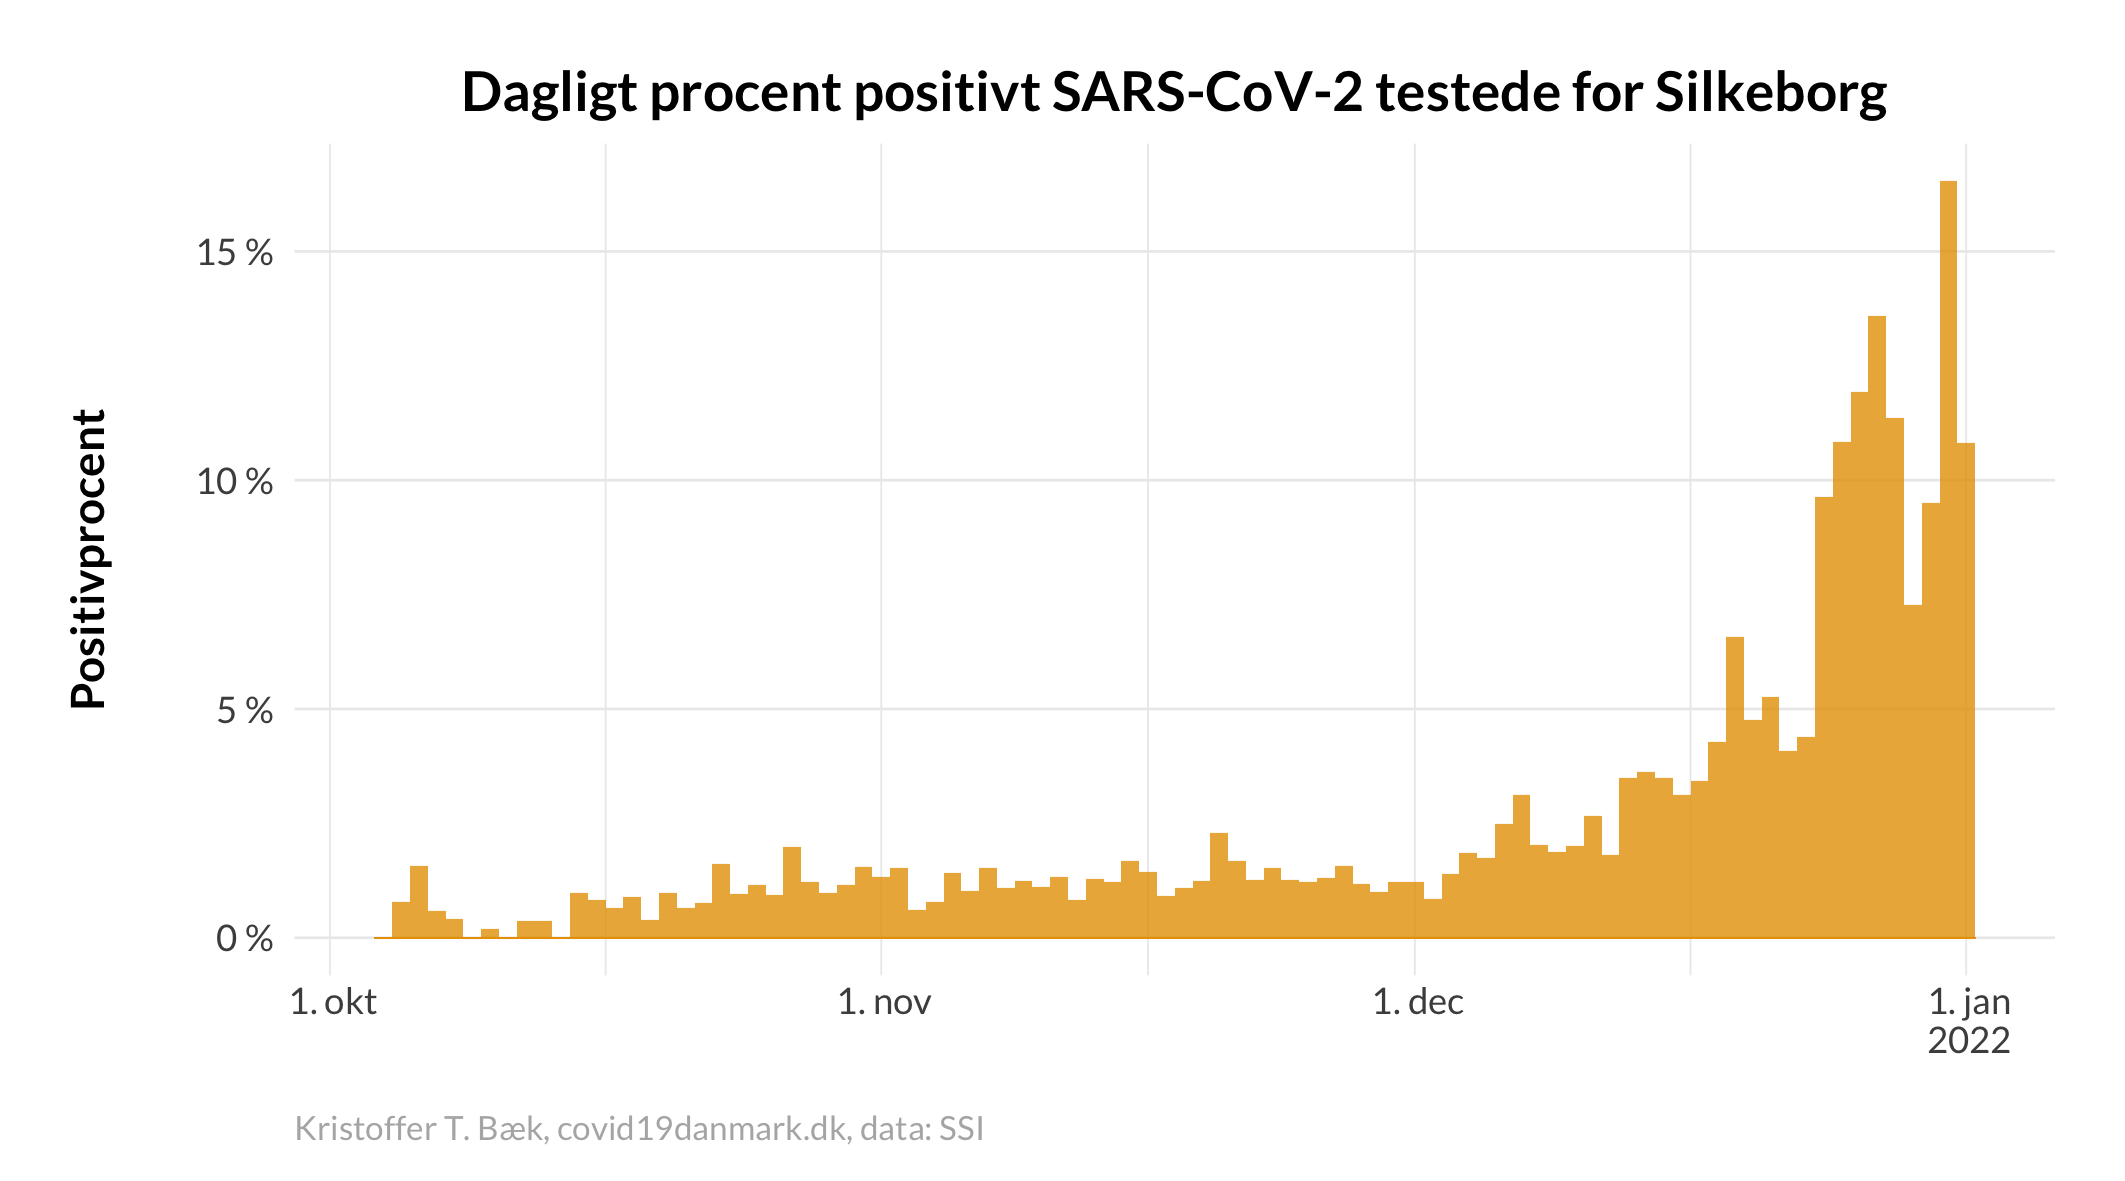 Dagligt procent positivt SARS-CoV-2 testede for Silkeborg
Positivprocent
15 %
10 %
5 %
0 %
1. okt
1. nov
1. dec
1. jan
2022
Kristoffer T. Bæk, covid19danmark.dk, data: SSI